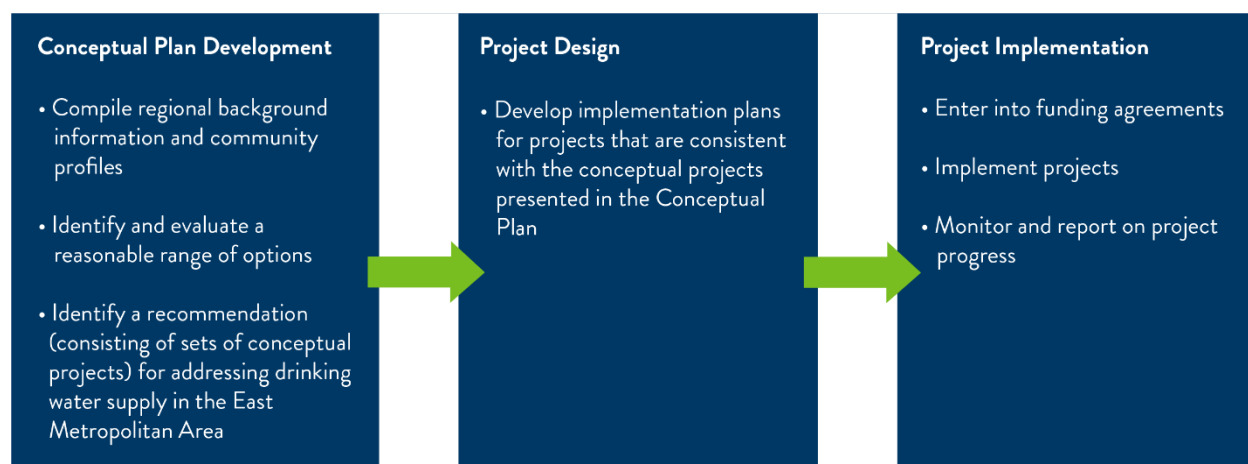 Conceptual Plan Development
• Compile regional background
information and community
profiles
• Identify and evaluate a
reasonable range of options
• Identify a recommendation
(consisting of sets of conceptual
projects) for addressing drinking
water supply in the East
Metropolitan Area
Project Design
• Develop implementation plans
for projects that are consistent
with the conceptual projects
presented in the Conceptual
Plan
Project Implementation
• Enter into funding agreements
• Implement projects
• Monitor and report on project
progress